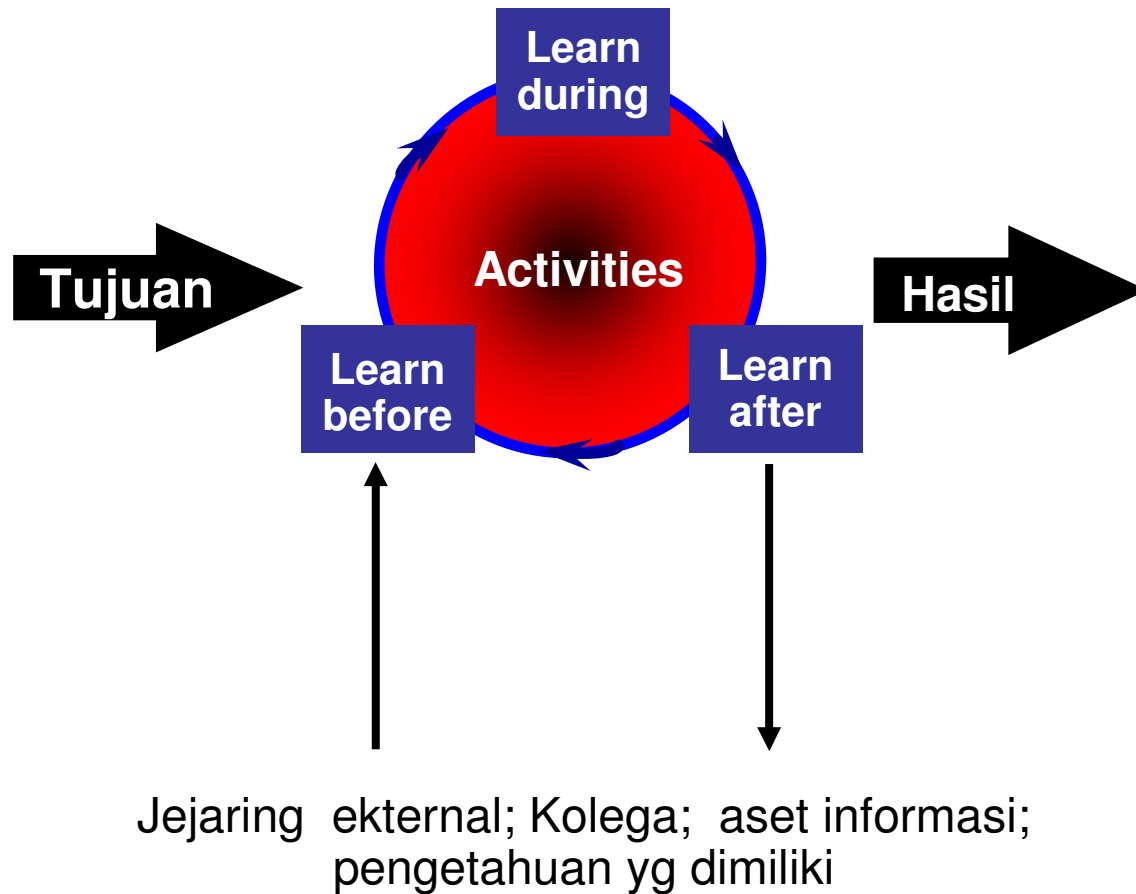 Learn
during
Activities
Tujuan
Hasil
Learn
before
Learn
after
Jejaring ekternal; Kolega; aset informasi;
pengetahuan yg dimiliki